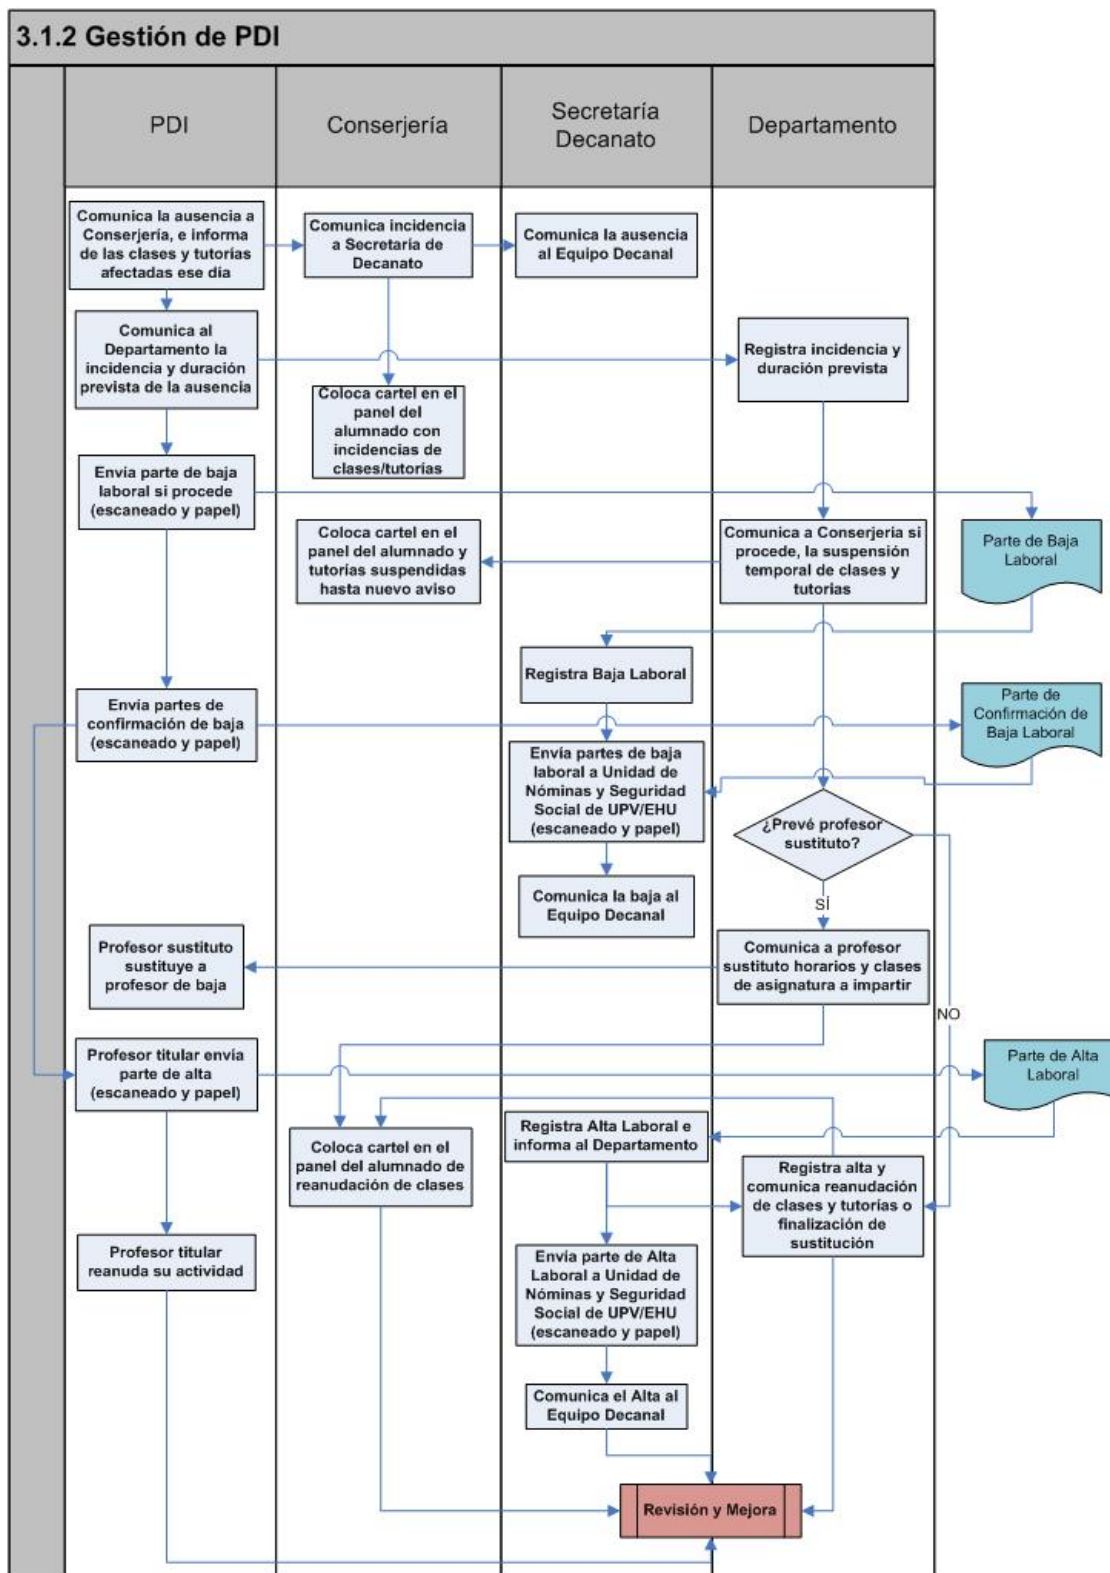 3.1.2 Gestión de PDI
PDI
Conserjería
Secretaría
Decanato
Departamento
Comunica la ausencia a
Conserjería, e informa
de las clases y tutorías
afectadas ese día
Comunica incidencia
a Secretaría de
Decanato
Comunica la ausencia
al Equipo Decanal
Comunica al
Departamento la
incidencia y duración
prevista de la ausencia
Registra incidencia y
duración prevista
Coloca cartel en el
panel del
alumnado con
incidencias de
clases/tutorías
Envía parte de baja
laboral si procede
(escaneado y papel)
Coloca cartel en el
panel del alumnado y
tutorías suspendidas
hasta nuevo aviso
Comunica a Conserjería si
procede, la suspensión
temporal de clases y
tutorías
Parte de Baja
Laboral
Registra Baja Laboral
Envía partes de
confirmación de baja
(escaneado y papel)
Parte de
Confirmación de
Baja Laboral
Envía partes de baja
laboral a Unidad de
Nóminas y Seguridad
Social de UPV/EHU
(escaneado y papel)
¿Prevé profesor
sustituto?
Comunica la baja al
Equipo Decanal
SÍ
Profesor sustituto
sustituye a
profesor de baja
Comunica a profesor
sustituto horarios y clases
de asignatura a impartir
NO
Profesor titular envía
parte de alta
(escaneado y papel)
Parte de Alta
Laboral
Coloca cartel en el
panel del alumnado de
reanudación de clases
Registra Alta Laboral e
informa al Departamento
Registra alta y
comunica reanudación
de clases y tutorías o
finalización de
sustitución
Profesor titular
reanuda su actividad
Envía parte de Alta
Laboral a Unidad de
Nóminas y Seguridad
Social de UPV/EHU
(escaneado y papel)
Comunica el Alta al
Equipo Decanal
Revisión y Mejora